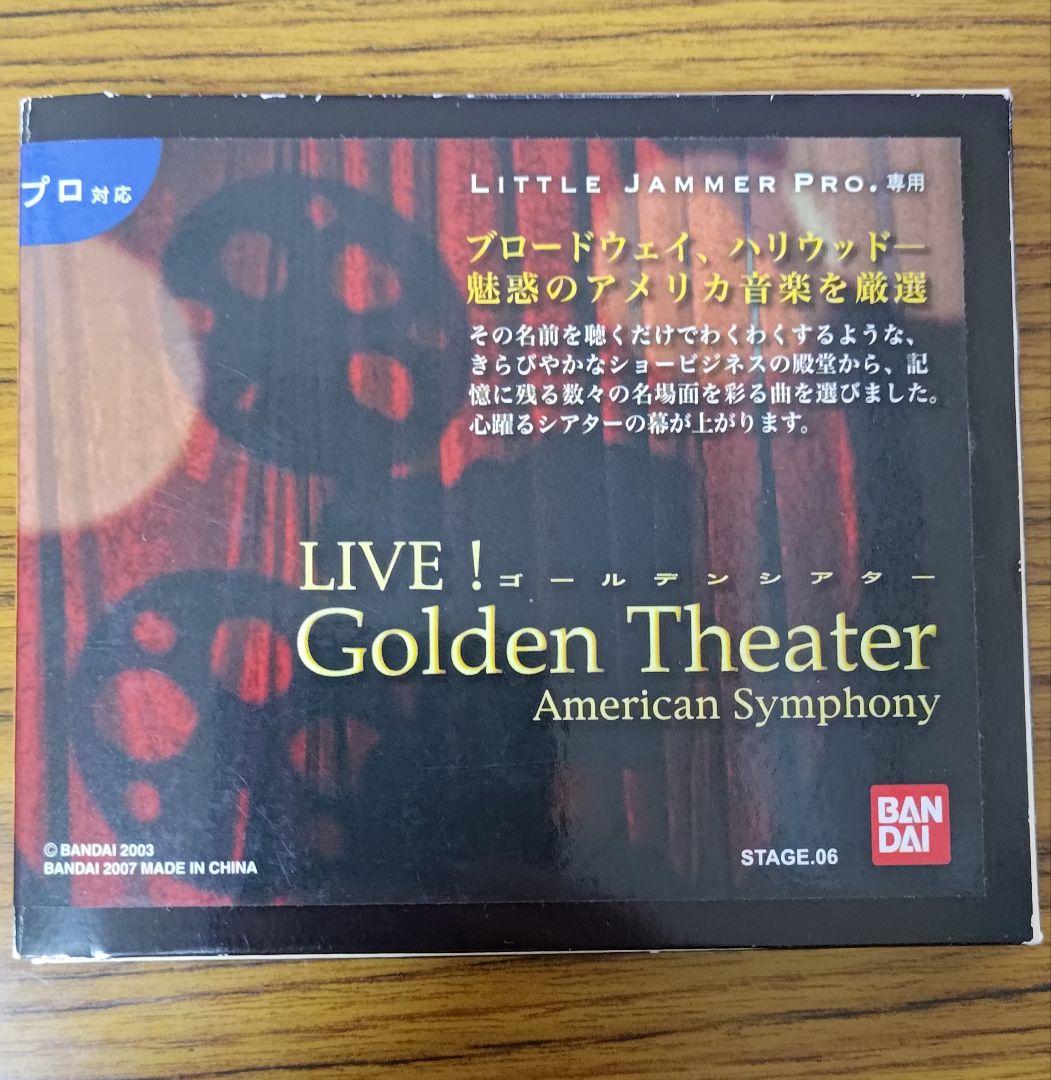 プロ対応
LITTLE JAMMER PRO. 専用
ブロードウェイ、ハリウッド―
魅惑のアメリカ音楽を厳選
その名前を聴くだけでわくわくするような、
きらびやかなショービジネスの殿堂から、記
憶に残る数々の名場面を彩る曲を選びました。
心躍るシアターの幕が上がります。
LIVE! ゴールデンシアター
Golden Theater
American Symphony
© BANDAI 2003
BANDAI 2007 MADE IN CHINA
STAGE.06
BAN
DAI